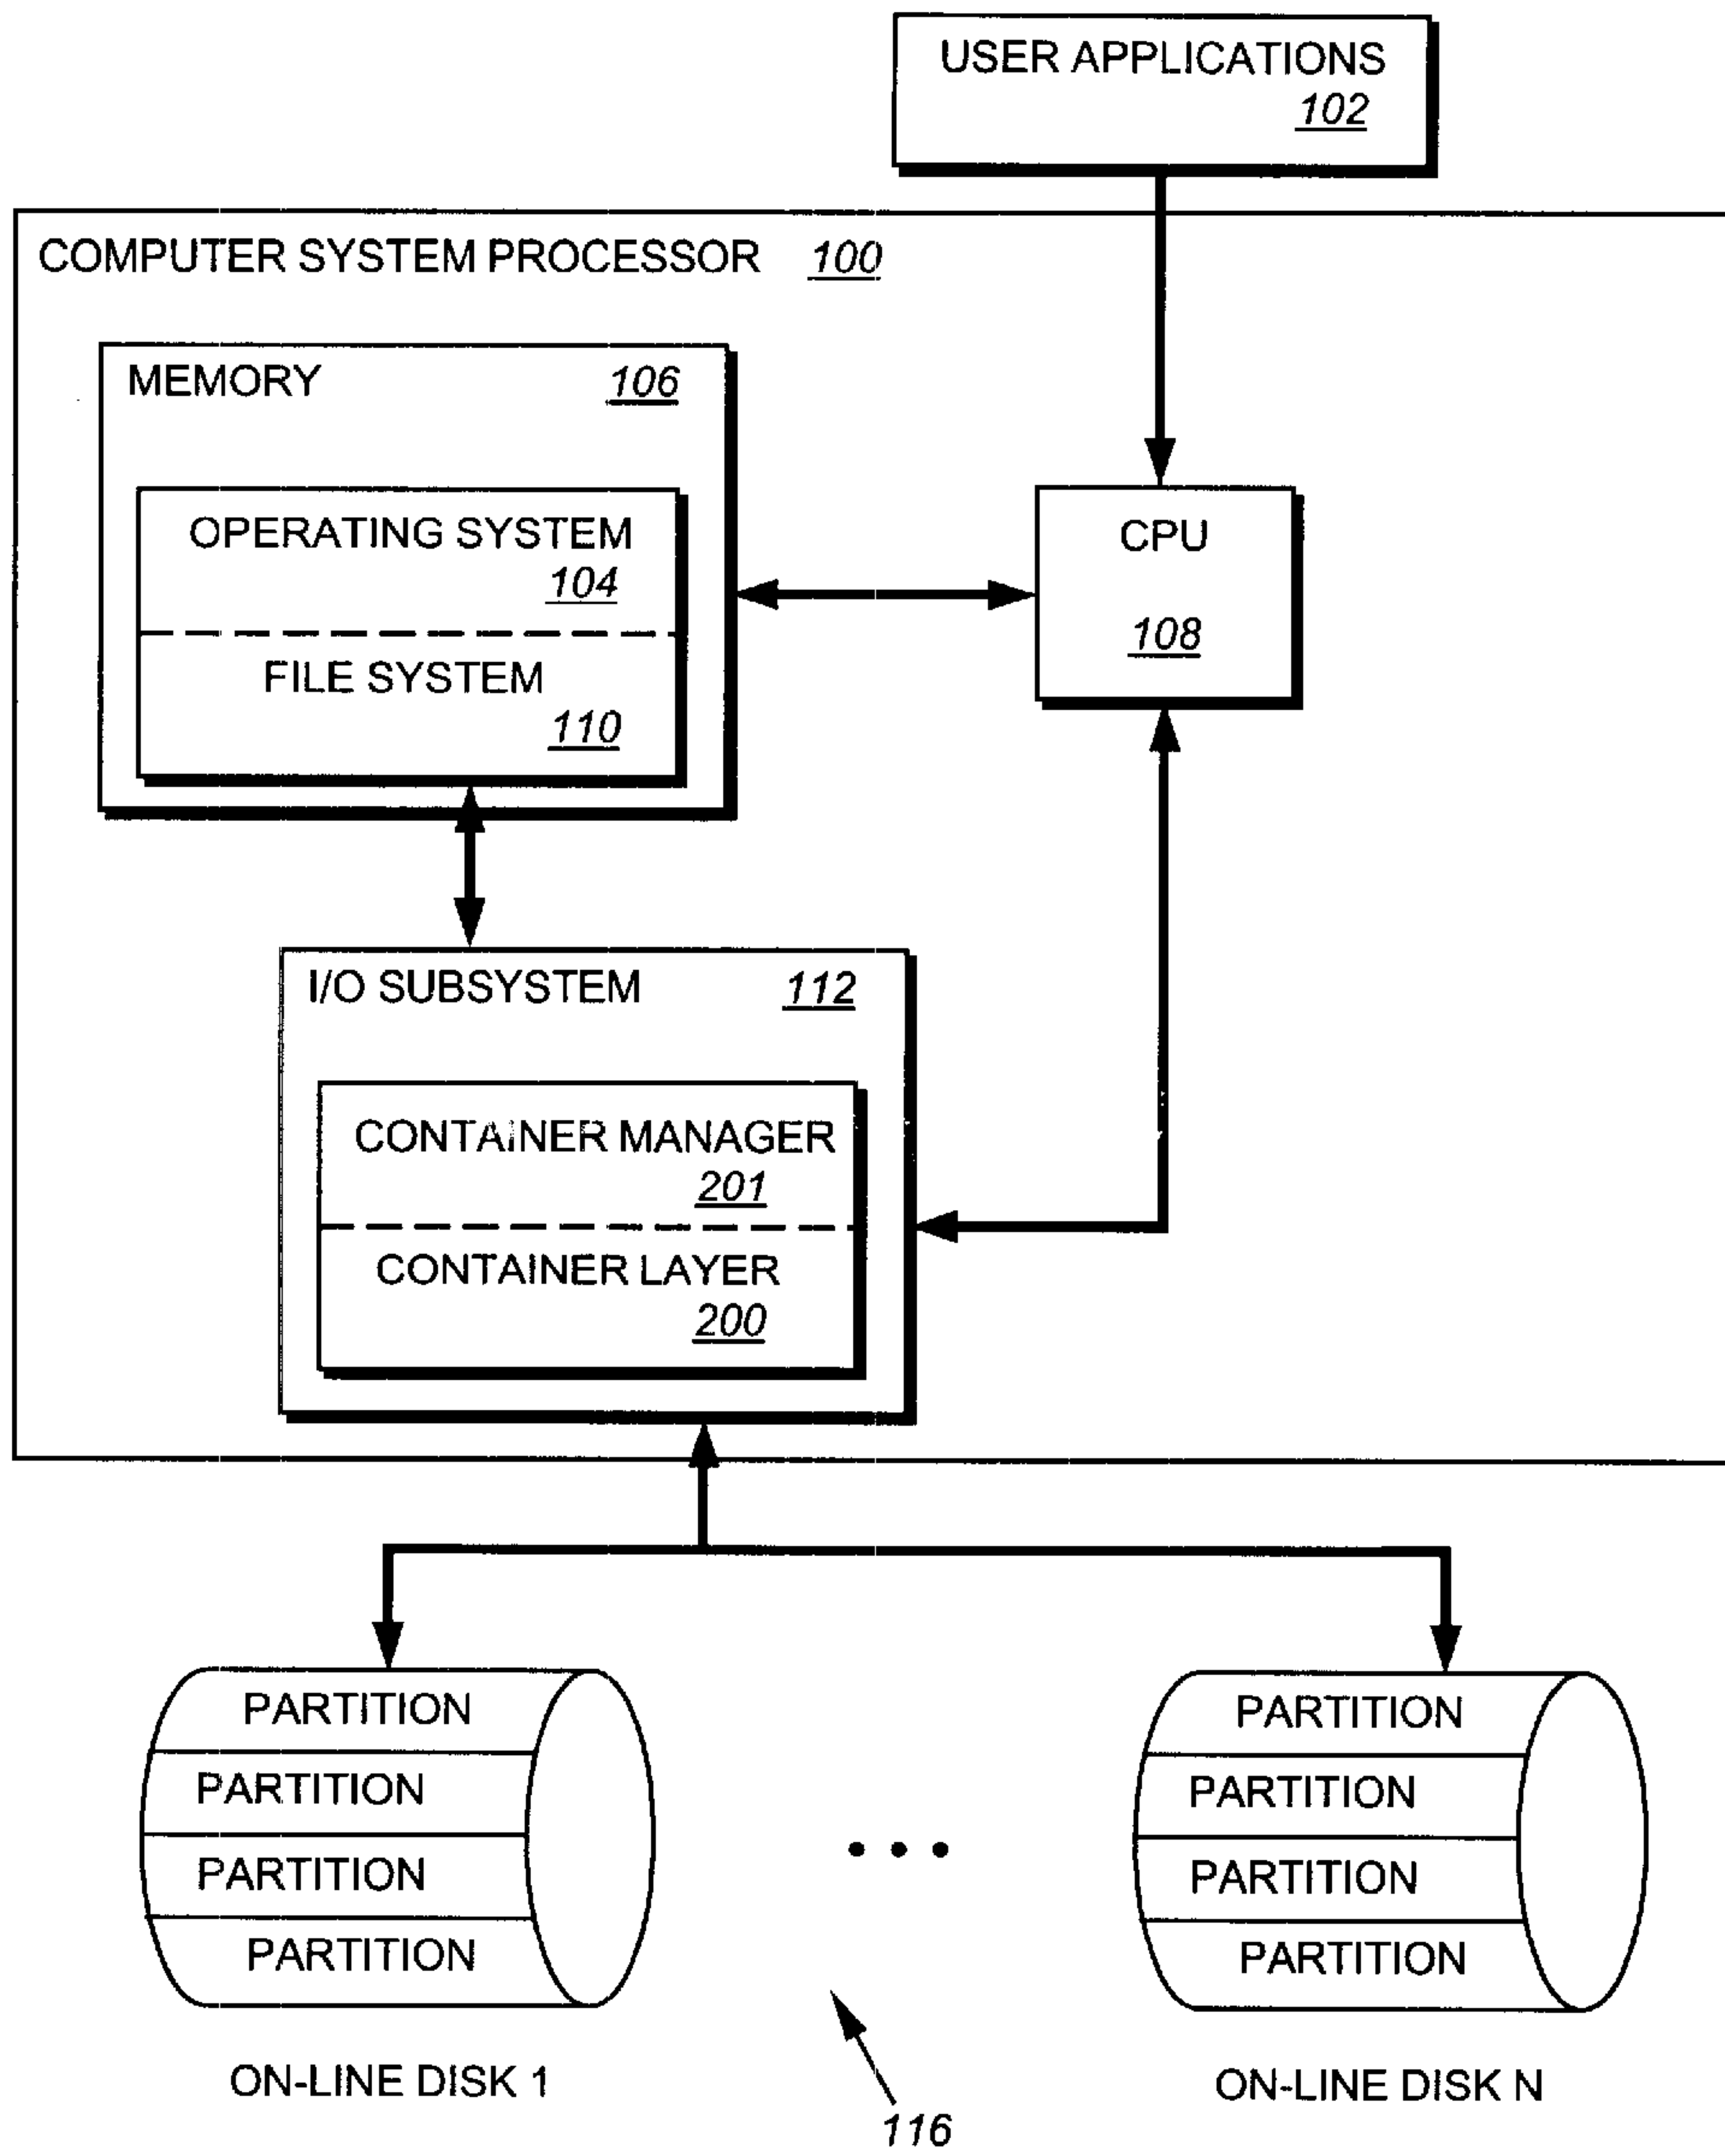 USER APPLICATIONS
102
COMPUTER SYSTEM PROCESSOR 100
MEMORY 106
OPERATING SYSTEM
104
FILE SYSTEM
110
CPU
108
I/O SUBSYSTEM 112
CONTAINER MANAGER
201
CONTAINER LAYER
200
PARTITION
PARTITION
PARTITION
PARTITION
ON-LINE DISK 1
PARTITION
PARTITION
PARTITION
PARTITION
ON-LINE DISK N
116